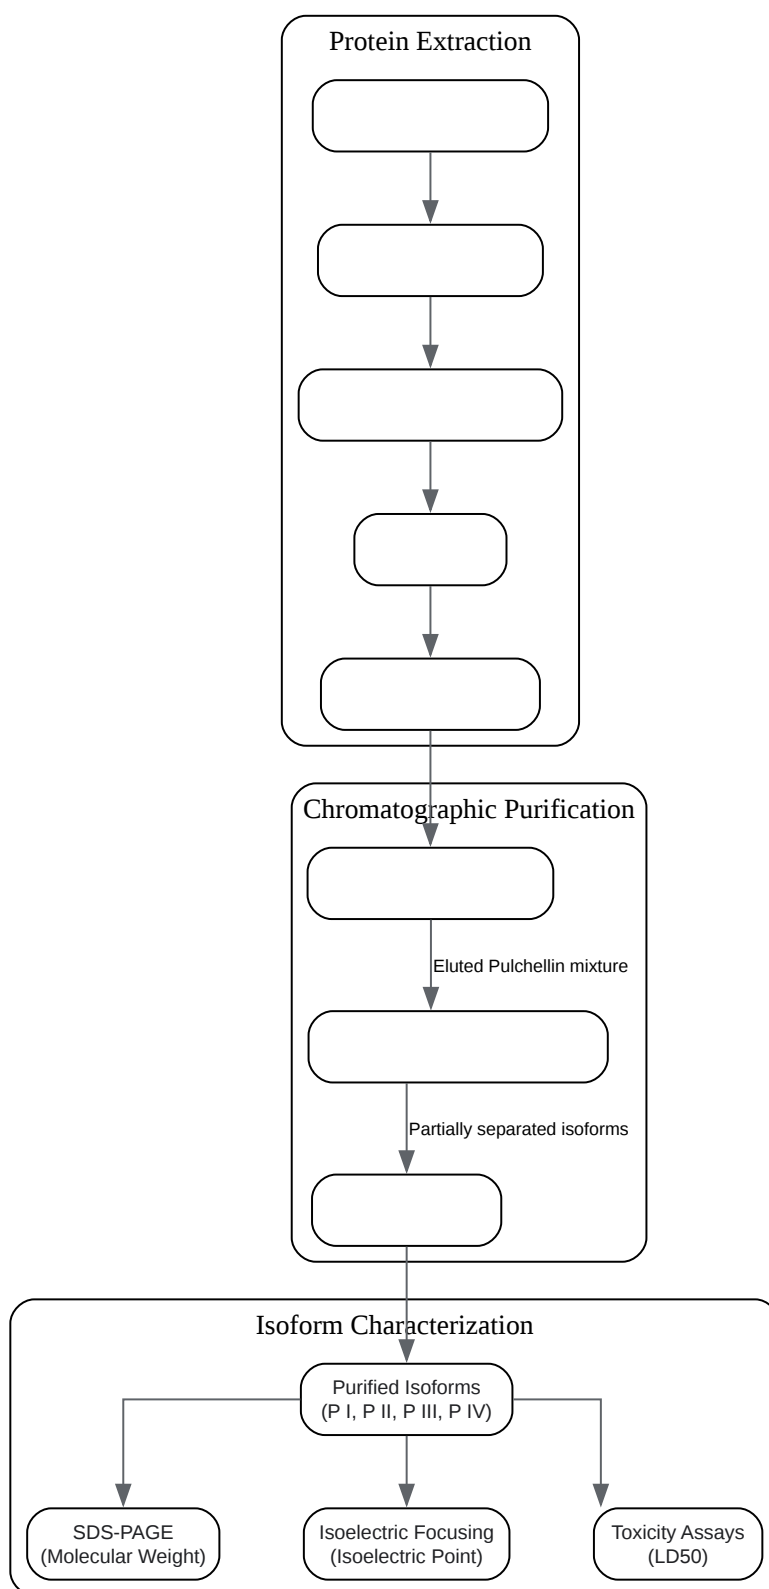 Protein Extraction
Chromatographic Purification
Eluted Pulchellin mixture
Partially separated isoforms
Isoform Characterization
Purified Isoforms
(P I, P II, P III, P IV)
SDS-PAGE
(Molecular Weight)
Isoelectric Focusing
(Isoelectric Point)
Toxicity Assays
(LD50)